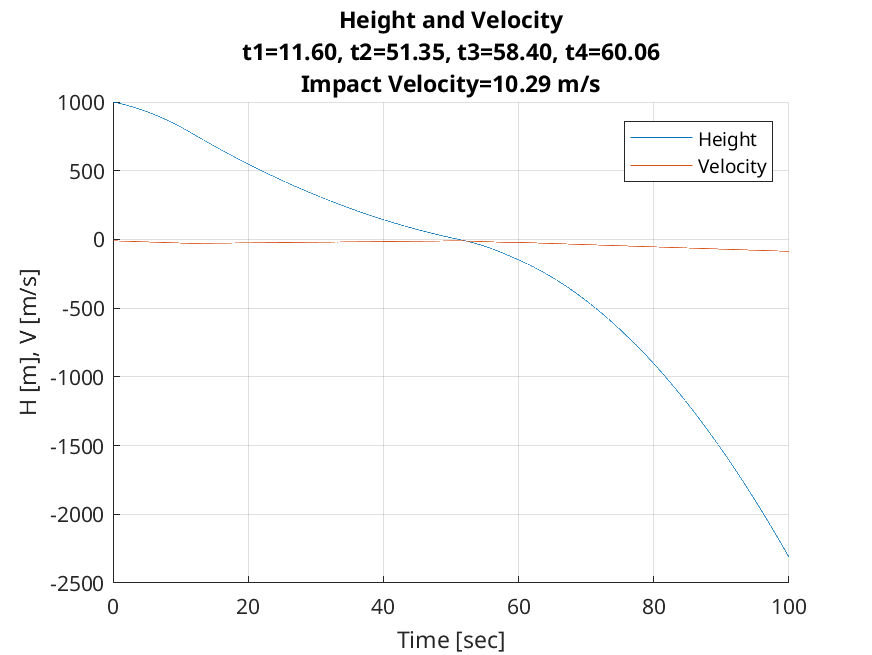 Height and Velocity
t1=11.60, t2=51.35, t3=58.40, t4=60.06
Impact Velocity=10.29 m/s
1000
500
0
-500
-1000
-1500
-2000
-2500
H [m], V [m/s]
Height
Velocity
0 20 40 60 80 100
Time [sec]